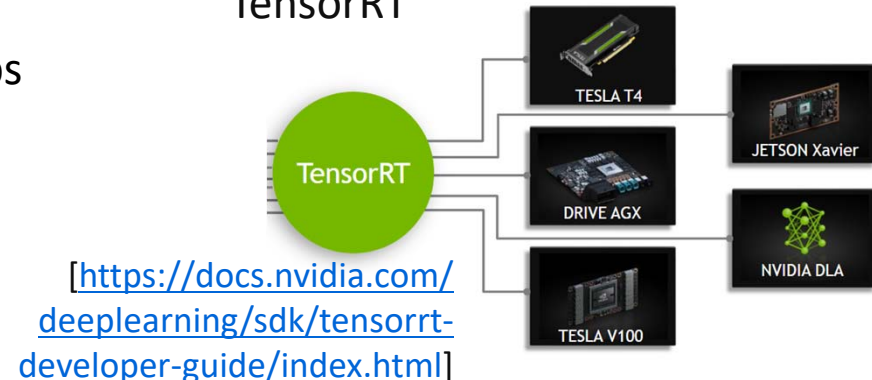 TensorRT
os
TESLA T4
JETSON Xavier
TensorRT
DRIVE AGX
NVIDIA DLA
TESLA V100
[https://docs.nvidia.com/
deeplearning/sdk/tensorrt-
developer-guide/index.html]